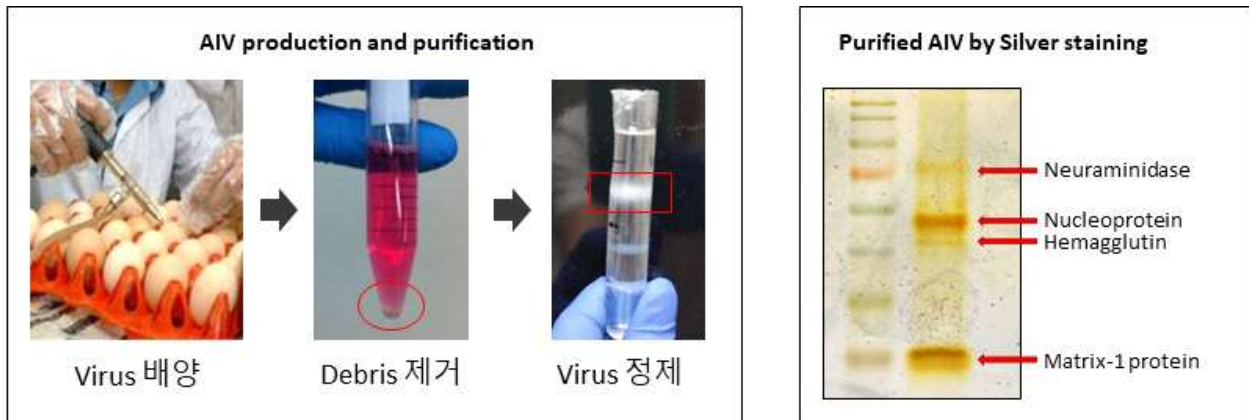 AIV production and purification
Virus 배양
Debris 제거
Virus 정제
Purified AIV by Silver staining
Neuraminidase
Nucleoprotein
Hemagglutin
Matrix-1 protein